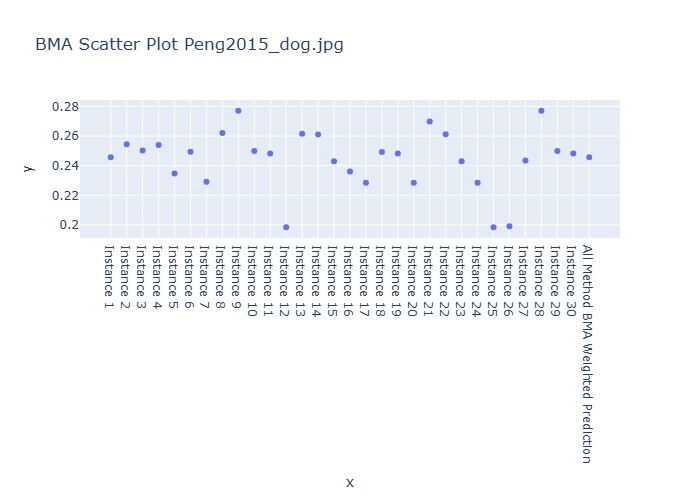 BMA Scatter Plot Peng2015_dog.jpg
0.28
0.26
0.24
0.22
0.2
y
Instance 1
Instance 2
Instance 3
Instance 4
Instance 5
Instance 6
Instance 7
Instance 8
Instance 9
Instance 10
Instance 11
Instance 12
Instance 13
Instance 14
Instance 15
Instance 16
Instance 17
Instance 18
Instance 19
Instance 20
Instance 21
Instance 22
Instance 23
Instance 24
Instance 25
Instance 26
Instance 27
Instance 28
Instance 29
Instance 30
All Method BMA Weighted Prediction
x